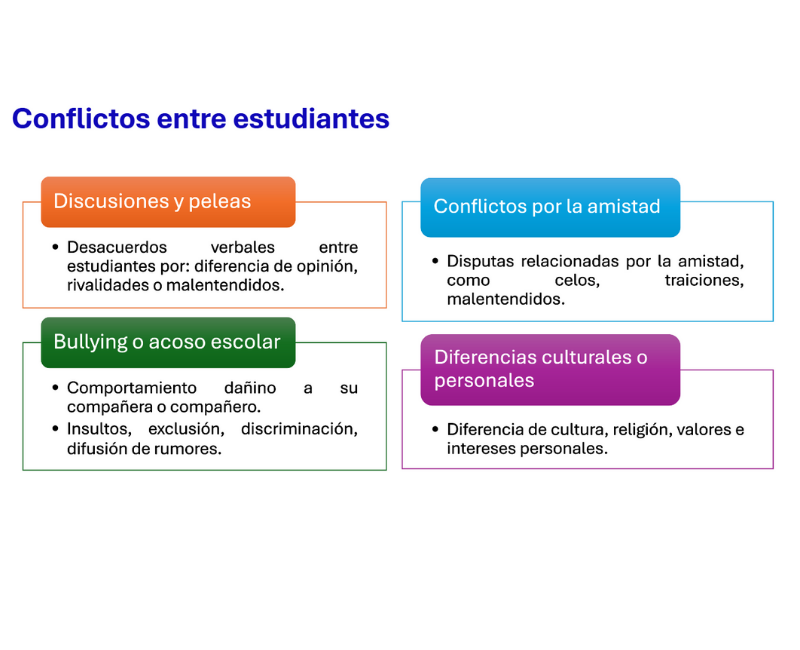 Conflictos entre estudiantes
Discusiones y peleas
• Desacuerdos verbales entre
estudiantes por: diferencia de opinión,
rivalidades o malentendidos.
Bullying o acoso escolar
• Comportamiento dañino a su
compañera o compañero.
• Insultos, exclusión, discriminación,
difusión de rumores.
Conflictos por la amistad
• Disputas relacionadas por la amistad,
como celos, traiciones,
malentendidos.
Diferencias culturales o
personales
• Diferencia de cultura, religión, valores e
intereses personales.